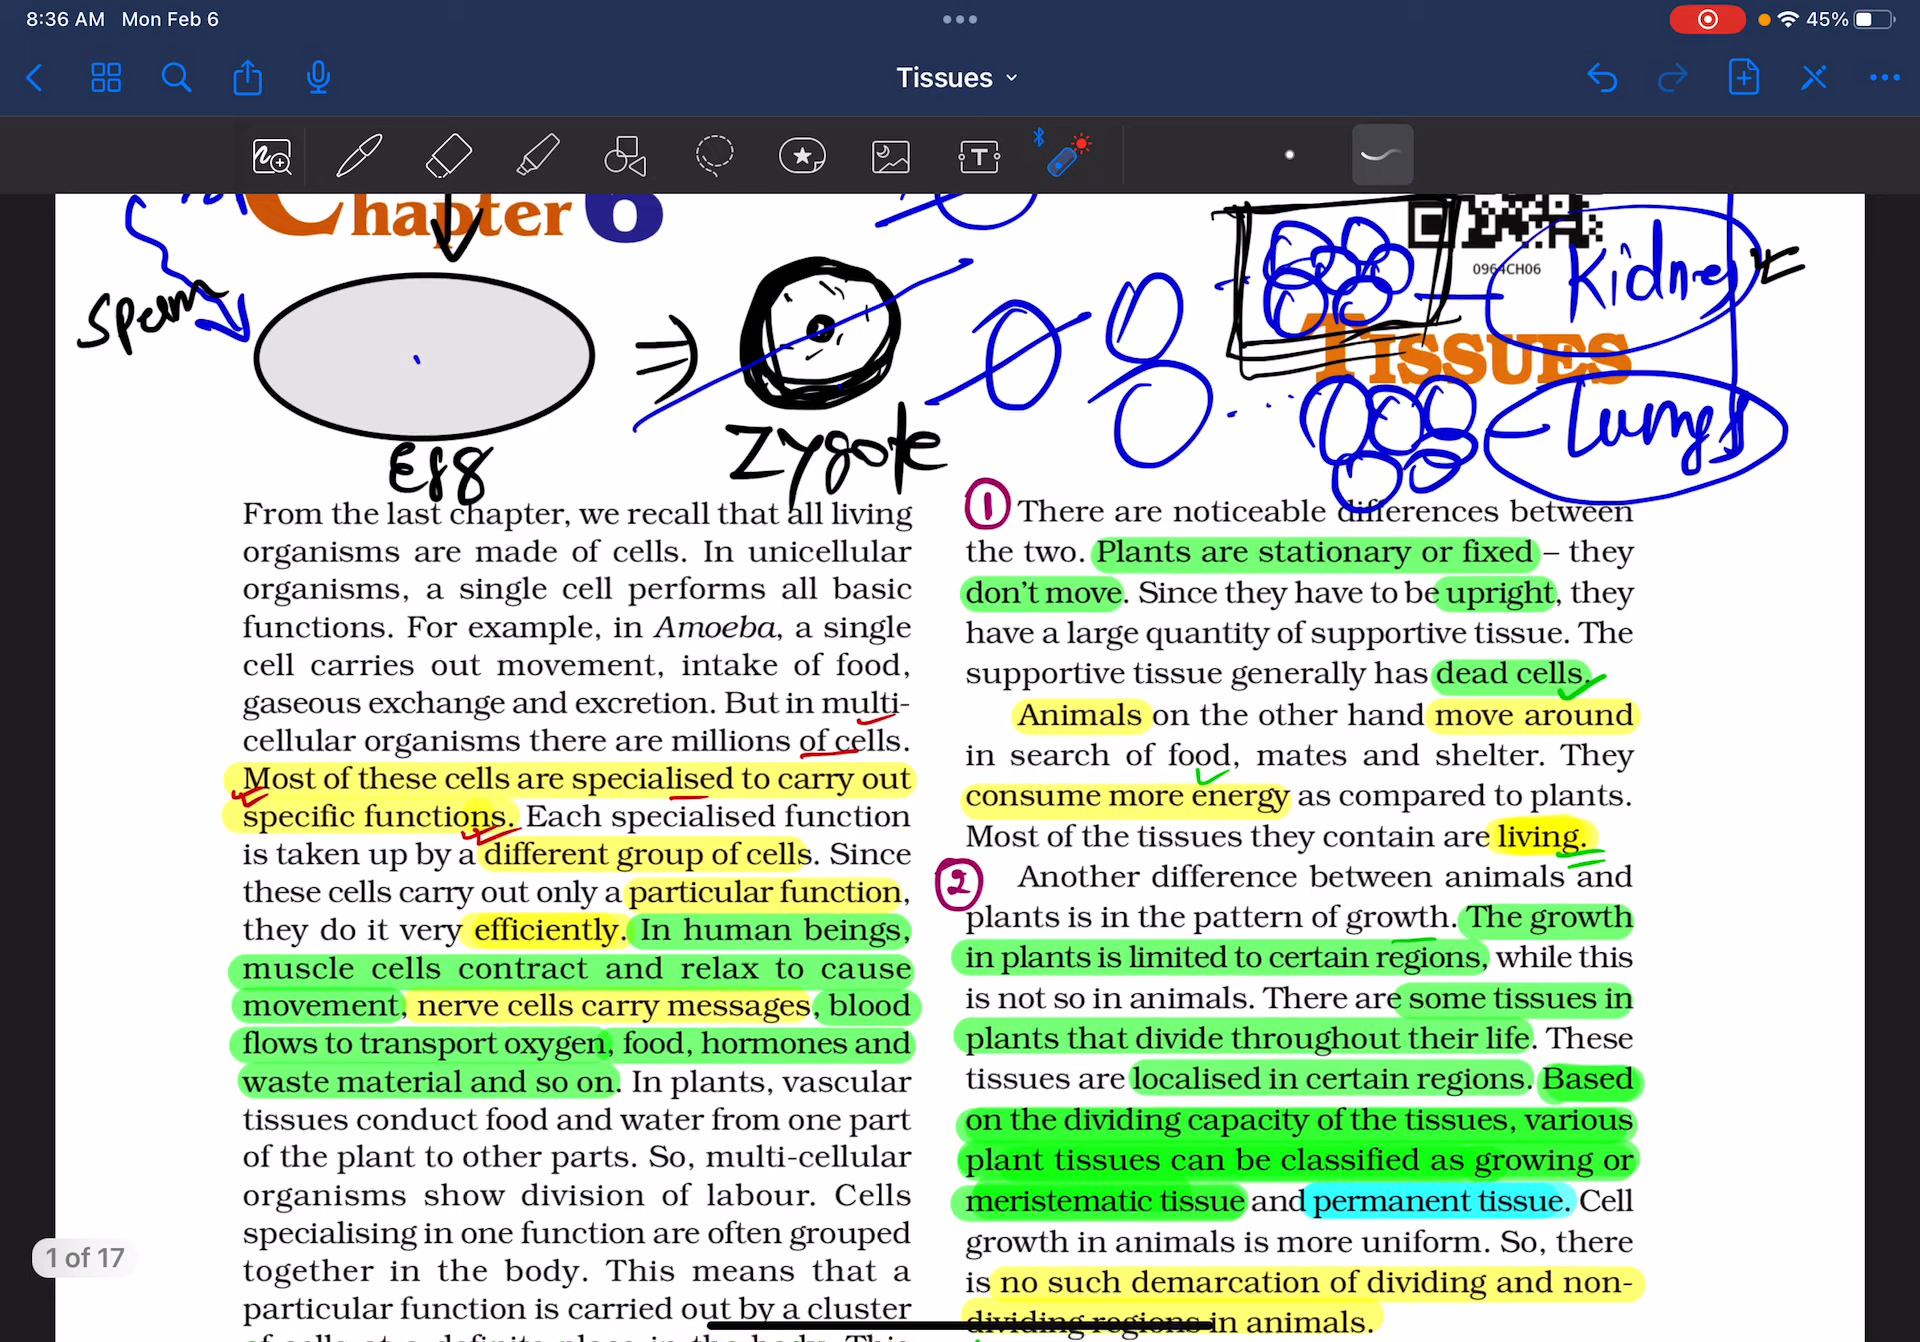 8:36 AM Mon Feb 6
45%
Tissues
Chapter 6
0964CH06
Kidney
Sperm
TISSUES
Lungs
Zygote
Egg
From the last chapter, we recall that all living
organisms are made of cells. In unicellular
organisms, a single cell performs all basic
functions. For example, in Amoeba, a single
cell carries out movement, intake of food,
gaseous exchange and excretion. But in multi-
cellular organisms there are millions of cells.
Most of these cells are specialised to carry out
specific functions. Each specialised function
is taken up by a different group of cells. Since
these cells carry out only a particular function,
they do it very efficiently. In human beings,
muscle cells contract and relax to cause
movement, nerve cells carry messages, blood
flows to transport oxygen, food, hormones and
waste material and so on. In plants, vascular
tissues conduct food and water from one part
of the plant to other parts. So, multi-cellular
organisms show division of labour. Cells
specialising in one function are often grouped
together in the body. This means that a
particular function is carried out by a cluster
of cells at a definite place in the body. This
1 There are noticeable differences between
the two. Plants are stationary or fixed – they
don't move. Since they have to be upright, they
have a large quantity of supportive tissue. The
supportive tissue generally has dead cells.
Animals on the other hand move around
in search of food, mates and shelter. They
consume more energy as compared to plants.
Most of the tissues they contain are living.
2 Another difference between animals and
plants is in the pattern of growth. The growth
in plants is limited to certain regions, while this
is not so in animals. There are some tissues in
plants that divide throughout their life. These
tissues are localised in certain regions. Based
on the dividing capacity of the tissues, various
plant tissues can be classified as growing or
meristematic tissue and permanent tissue. Cell
growth in animals is more uniform. So, there
is no such demarcation of dividing and non-
dividing regions in animals.
1 of 17